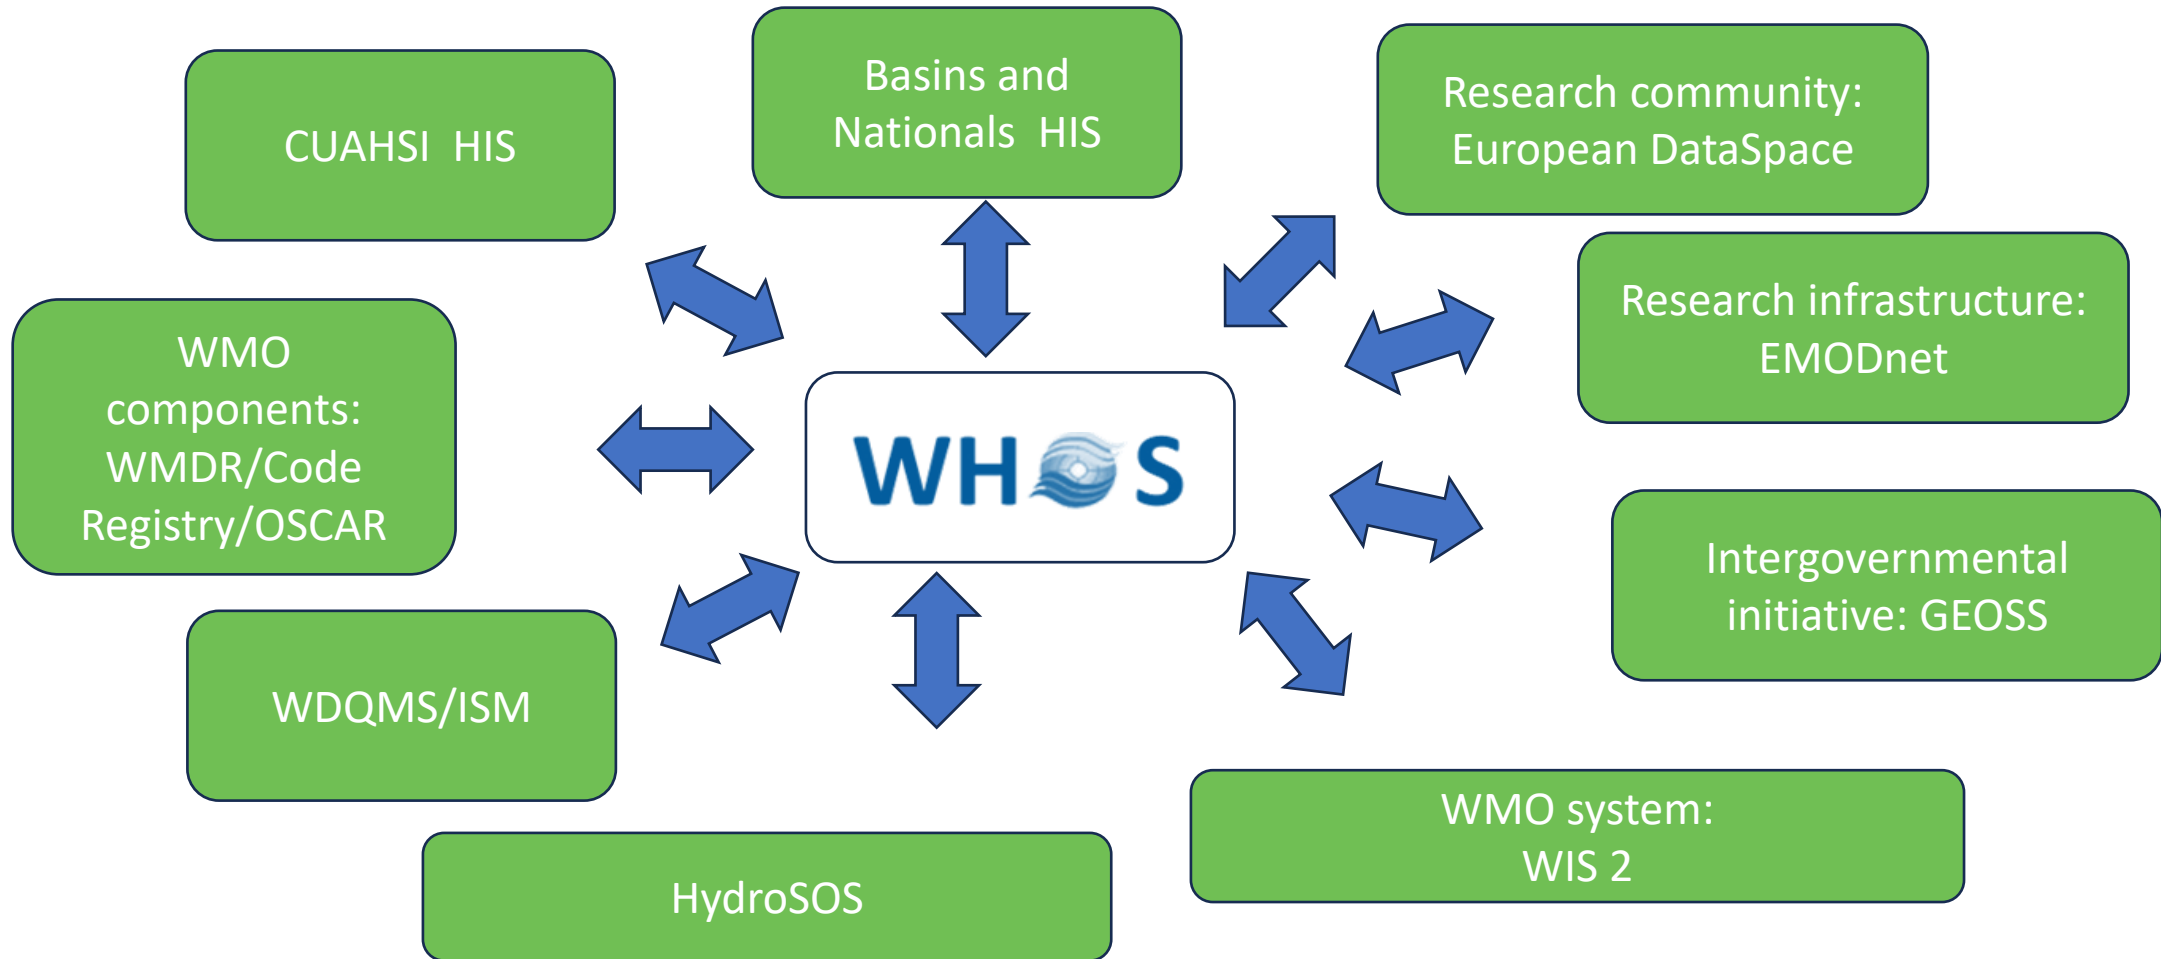 CUAHSI  HIS
Basins and
Nationals  HIS
Research community:
European DataSpace
Research infrastructure:
EMODnet
WMO
components:
WMDR/Code
Registry/OSCAR
WHOS
Intergovernmental
initiative: GEOSS
WDQMS/ISM
WMO system:
WIS 2
HydroSOS